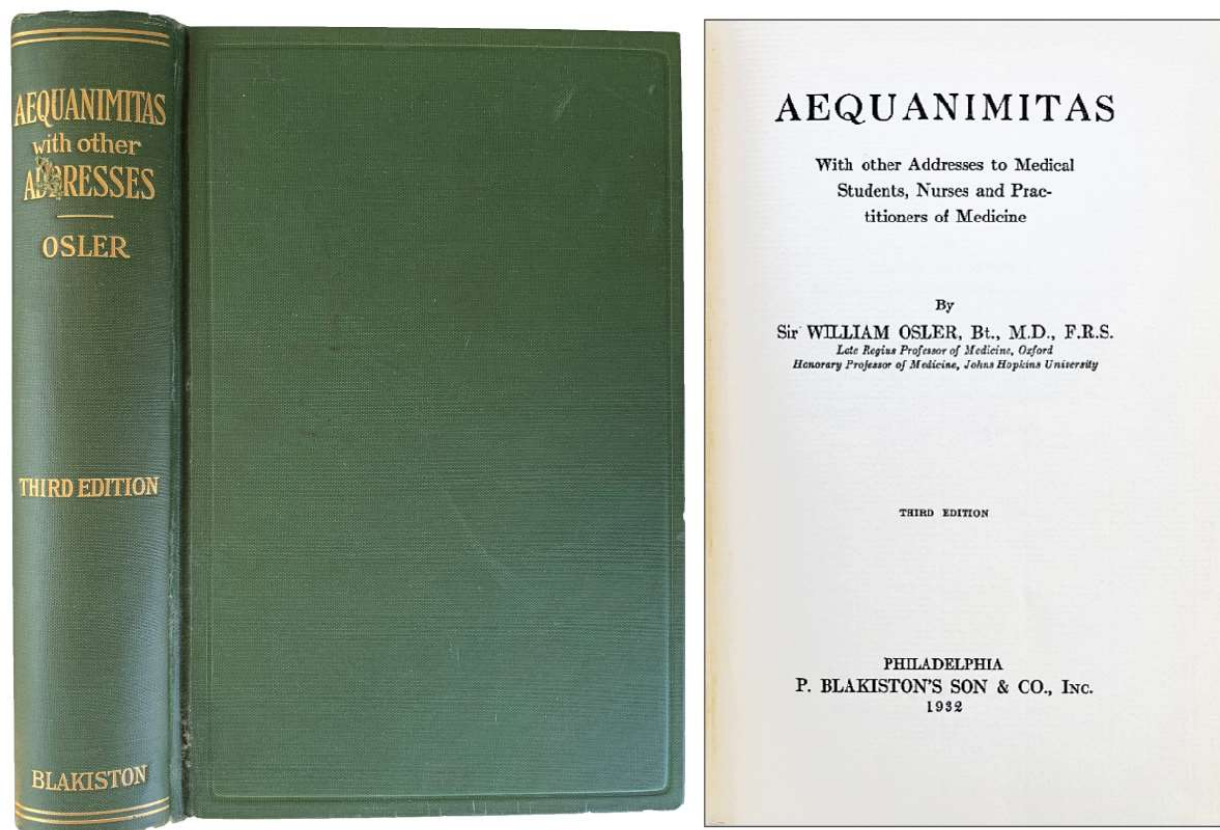 AEQUANIMITAS
with other
ADDRESSES
OSLER
THIRD EDITION
BLAKISTON
AEQUANIMITAS
With other Addresses to Medical
Students, Nurses and Prac-
titioners of Medicine
By
Sir WILLIAM OSLER, Bt., M.D., F.R.S.
Late Regius Professor of Medicine, Oxford
Honorary Professor of Medicine, Johns Hopkins University
THIRD EDITION
PHILADELPHIA
P. BLAKISTON'S SON & CO., INC.
1932